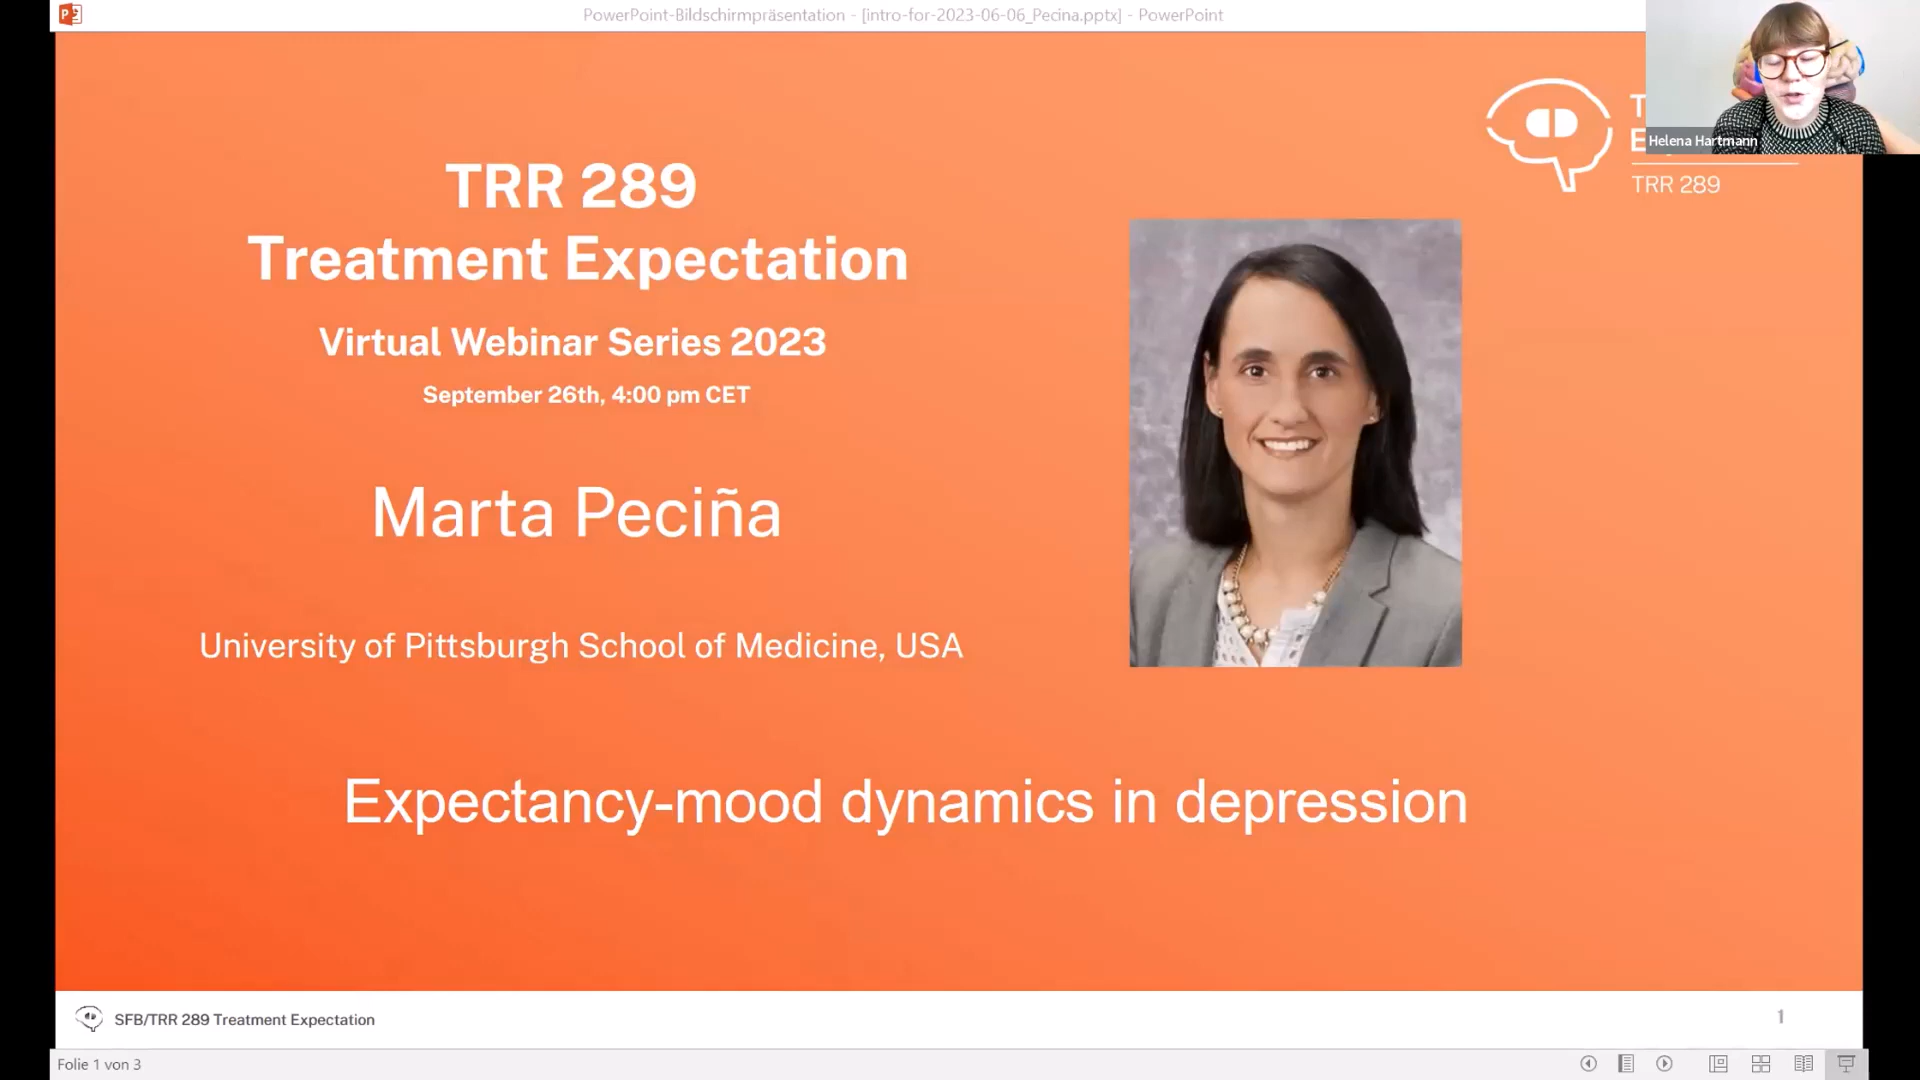 PowerPoint-Bildschirmpräsentation - [intro-for-2023-06-06_Pecina.pptx] - PowerPoint
Helena Hartmann
TRR 289
TRR 289
Treatment Expectation
Virtual Webinar Series 2023
September 26th, 4:00 pm CET
Marta Peciña
University of Pittsburgh School of Medicine, USA
Expectancy-mood dynamics in depression
SFB/TRR 289 Treatment Expectation
1
Folie 1 von 3